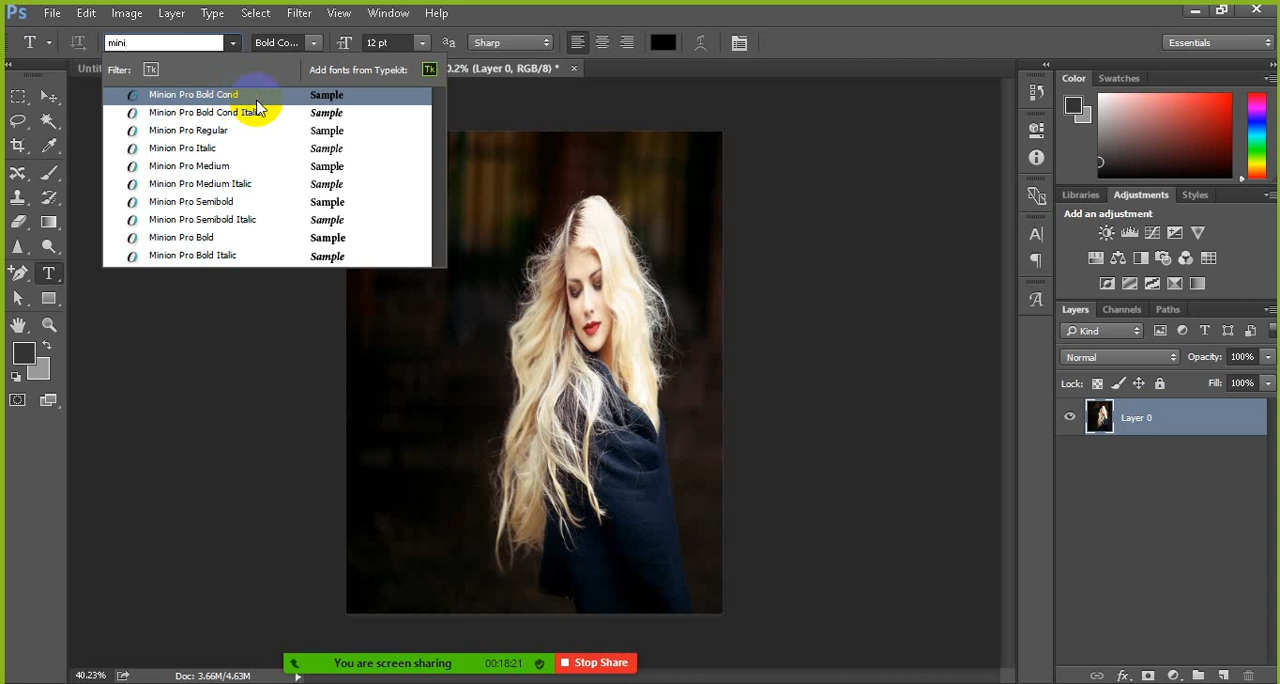 Ps File Edit Image Layer Type Select Filter View Window Help
T mini Bold Co... 12 pt Sharp Essentials
Filter: Tk Add fonts from Typekit: Tk
0.2% (Layer 0, RGB/8) *
Minion Pro Bold Cond Sample
Minion Pro Bold Cond Sample
Minion Pro Regular Sample
Minion Pro Italic Sample
Minion Pro Medium Sample
Minion Pro Medium Italic Sample
Minion Pro Semibold Sample
Minion Pro Semibold Italic Sample
Minion Pro Bold Sample
Minion Pro Bold Italic Sample
Color Swatches
Libraries Adjustments Styles
Add an adjustment
Layers Channels Paths
Kind
Normal Opacity: 100%
Lock: Fill: 100%
Layer 0
You are screen sharing 00:18:21 Stop Share
40.23% Doc: 3.66M/4.63M